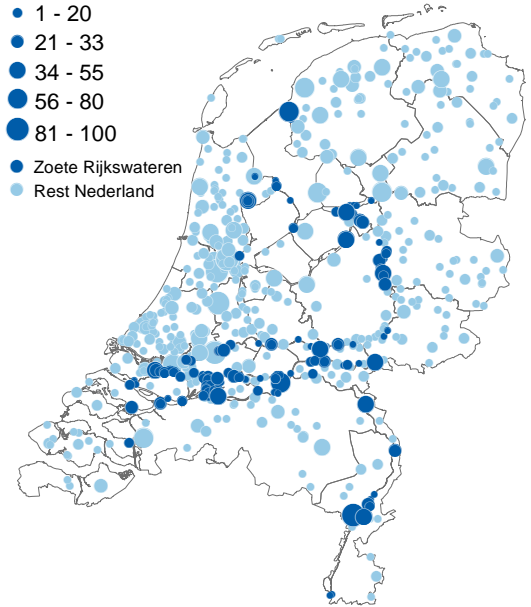 1 - 20
21 - 33
34 - 55
56 - 80
81 - 100
Zoete Rijkswateren
Rest Nederland